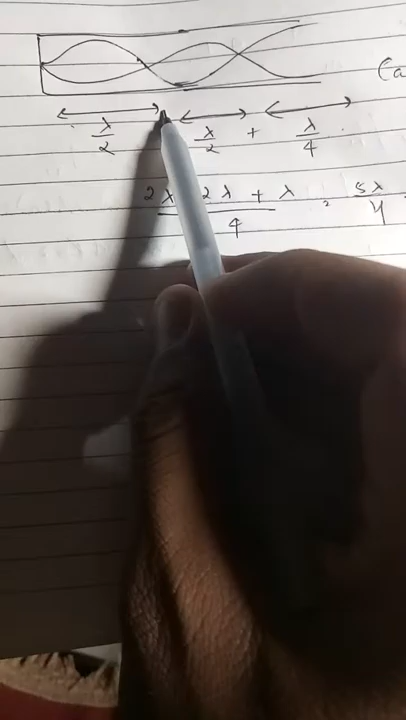 (a
λ/2 λ/2 + λ/4
2λ 2λ + λ / 4 = 5λ/4